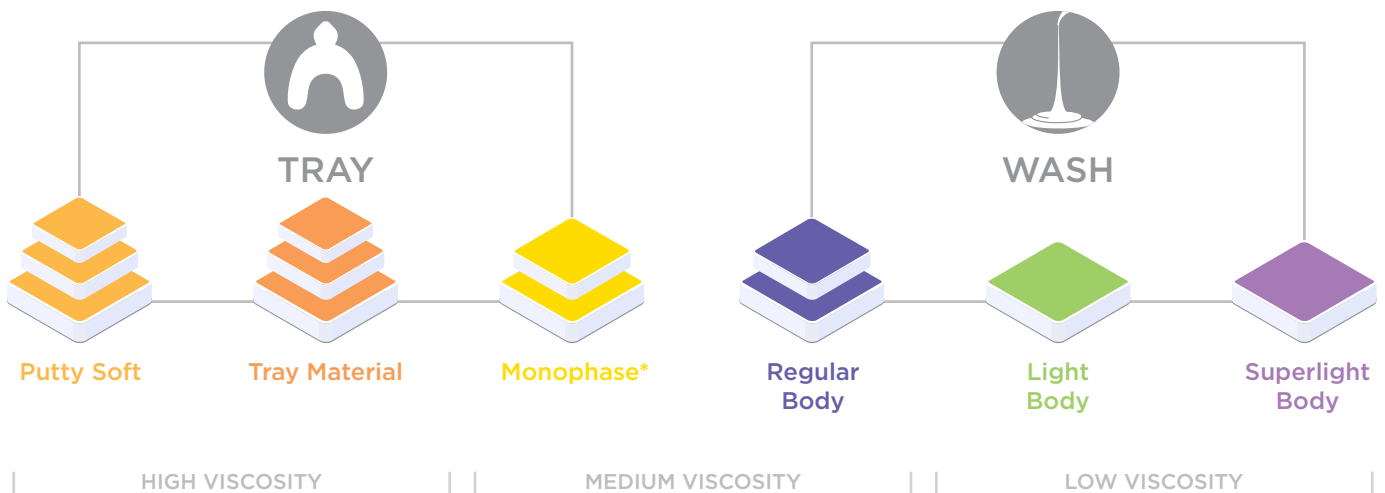 TRAY
WASH
Putty Soft
Tray Material
Monophase*
Regular
Body
Light
Body
Superlight
Body
| HIGH VISCOSITY |
| MEDIUM VISCOSITY |
| LOW VISCOSITY |